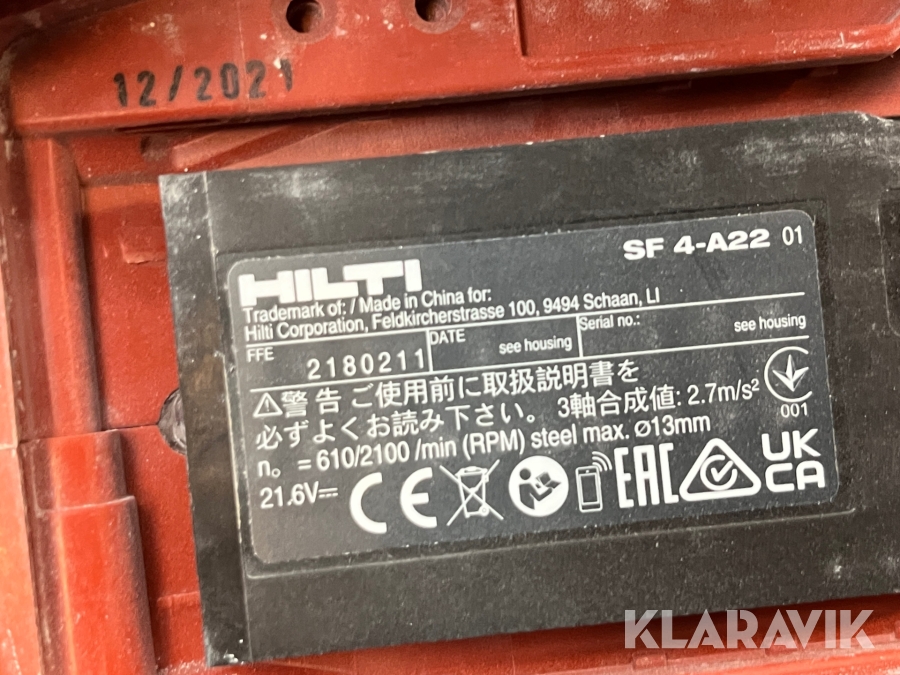 12/2021
SF 4-A22 01
HILTI
Trademark of: / Made in China for:
Hilti Corporation, Feldkircherstrasse 100, 9494 Schaan, LI
FFE 2180211
DATE see housing
Serial no.: see housing
⚠警告 ご使用前に取扱説明書を
必ずよくお読み下さい。 3軸合成値: 2.7m/s²
001
n₀ = 610/2100 /min (RPM) steel max. ⌀13mm
21.6V⎓ CE EAC UK CA
KLARAVIK